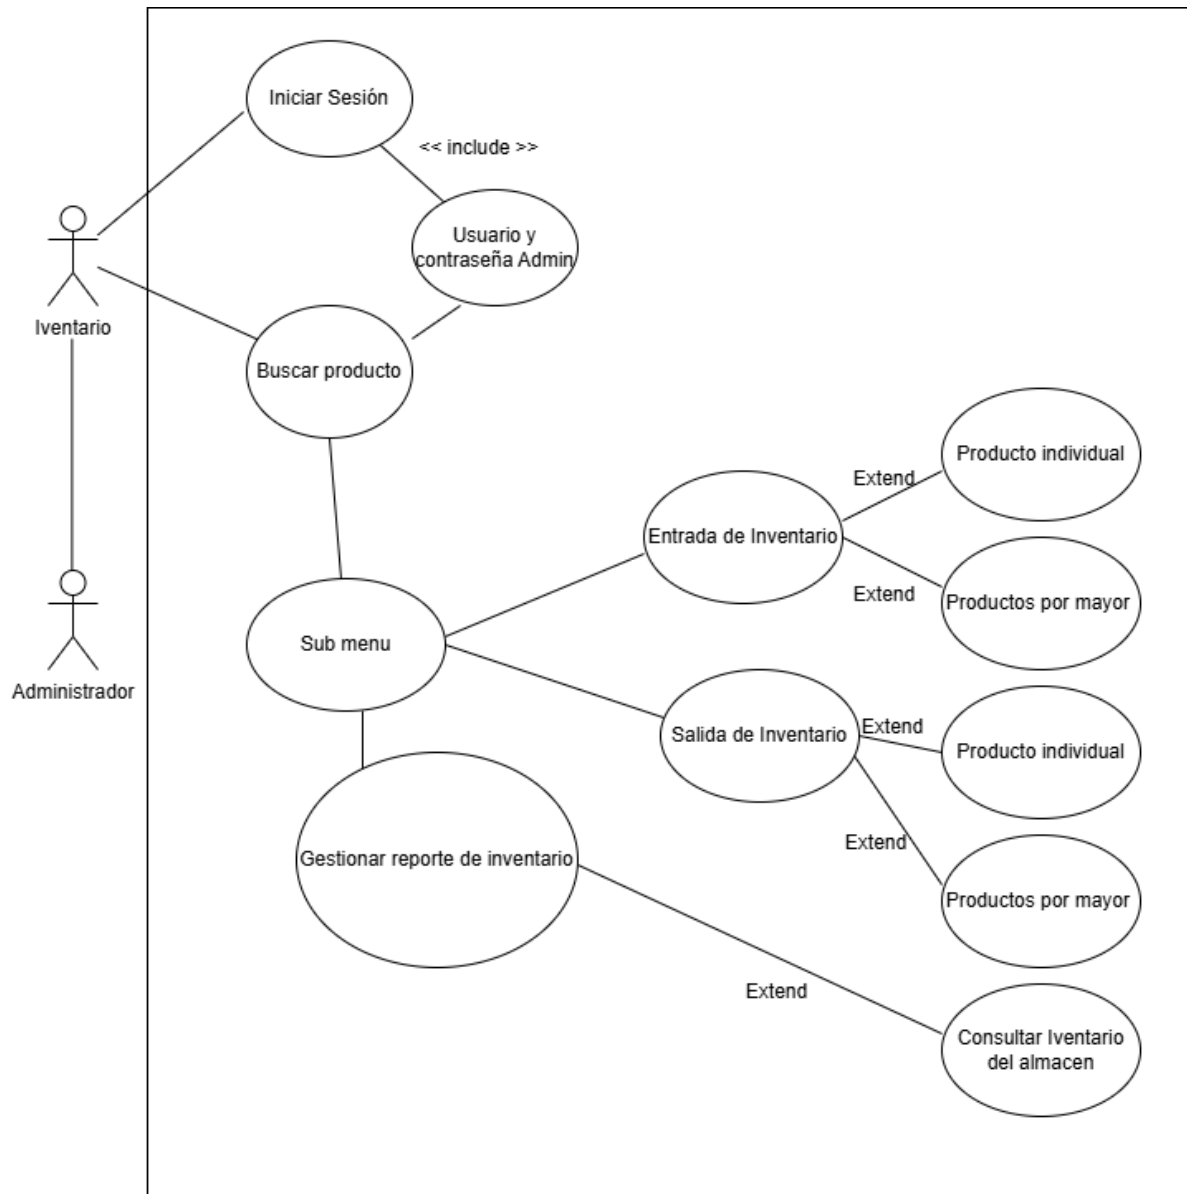 Iniciar Sesión
<< include >>
Usuario y
contraseña Admin
Iventario
Buscar producto
Producto individual
Extend
Entrada de Inventario
Extend
Productos por mayor
Sub menu
Administrador
Salida de Inventario
Extend
Producto individual
Extend
Gestionar reporte de inventario
Productos por mayor
Extend
Consultar Iventario
del almacen